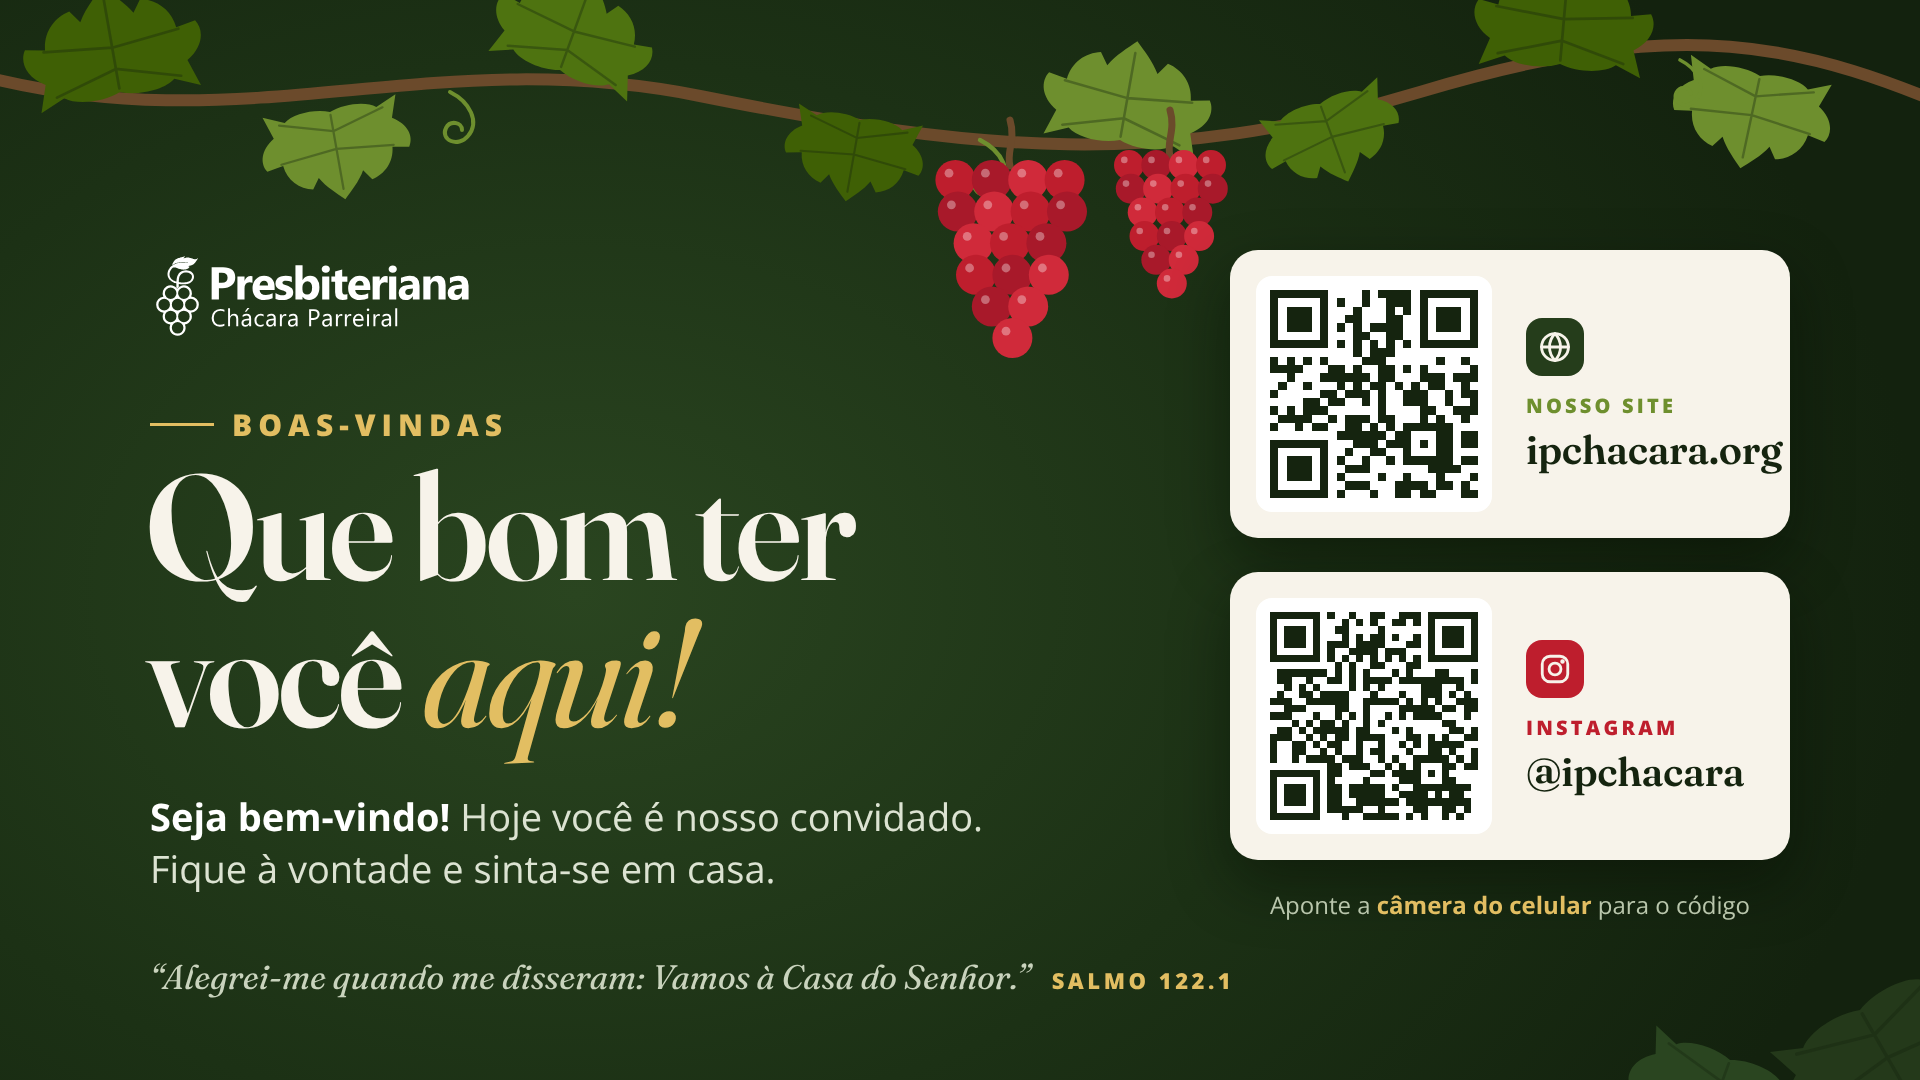 Presbiteriana
Chácara Parreiral
BOAS-VINDAS
Que bom ter
você aqui!
Seja bem-vindo! Hoje você é nosso convidado.
Fique à vontade e sinta-se em casa.
“Alegrei-me quando me disseram: Vamos à Casa do Senhor.” SALMO 122.1
NOSSO SITE
ipchacara.org
INSTAGRAM
@ipchacara
Aponte a câmera do celular para o código